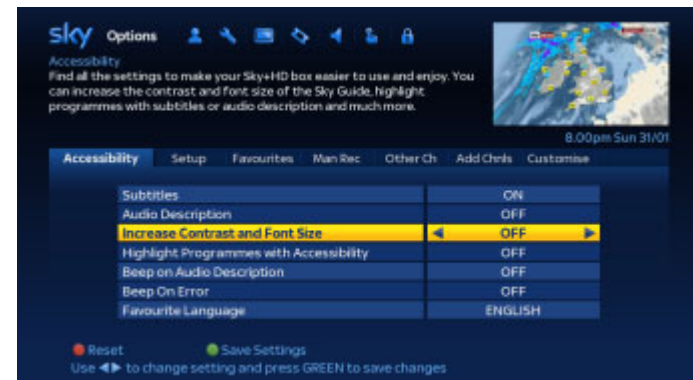 sky Options
Accessibility
Find all the settings to make your Sky+HD box easier to use and enjoy. You
can increase the contrast and font size of the Sky Guide, highlight
programmes with subtitles or audio description and much more.
8.00pm Sun 31/01
Accessibility Setup Favourites Man Rec Other Ch Add Chnls Customise
Subtitles ON
Audio Description OFF
Increase Contrast and Font Size OFF
Highlight Programmes with Accessibility OFF
Beep on Audio Description OFF
Beep On Error OFF
Favourite Language ENGLISH
Reset Save Settings
Use ◀▶ to change setting and press GREEN to save changes